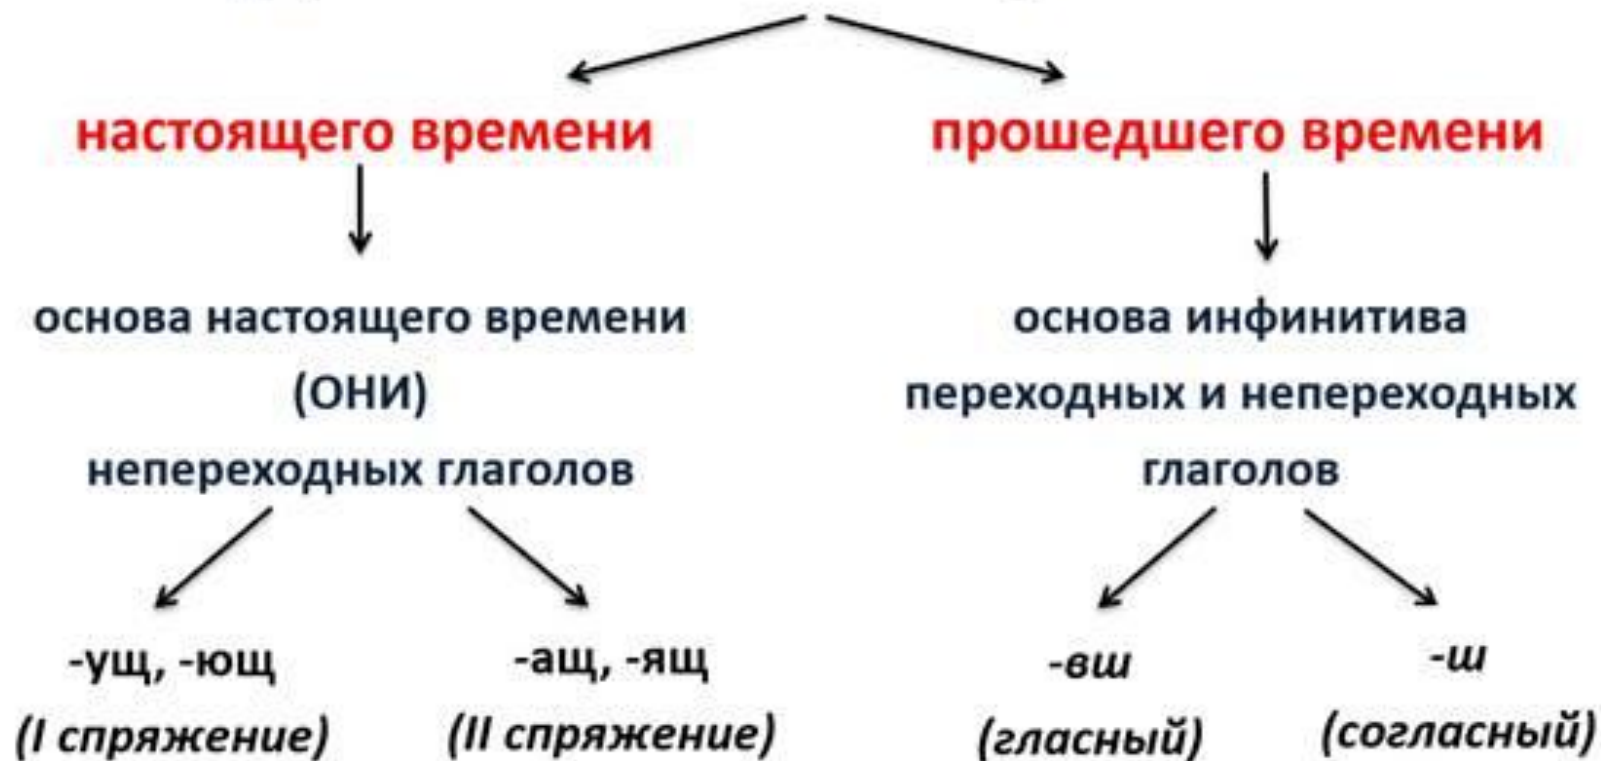 настоящего времени
прошедшего времени
основа настоящего времени
(ОНИ)
непереходных глаголов
основа инфинитива
переходных и непереходных
глаголов
-ущ, -ющ
(I спряжение)
-ащ, -ящ
(II спряжение)
-вш
(гласный)
-ш
(согласный)